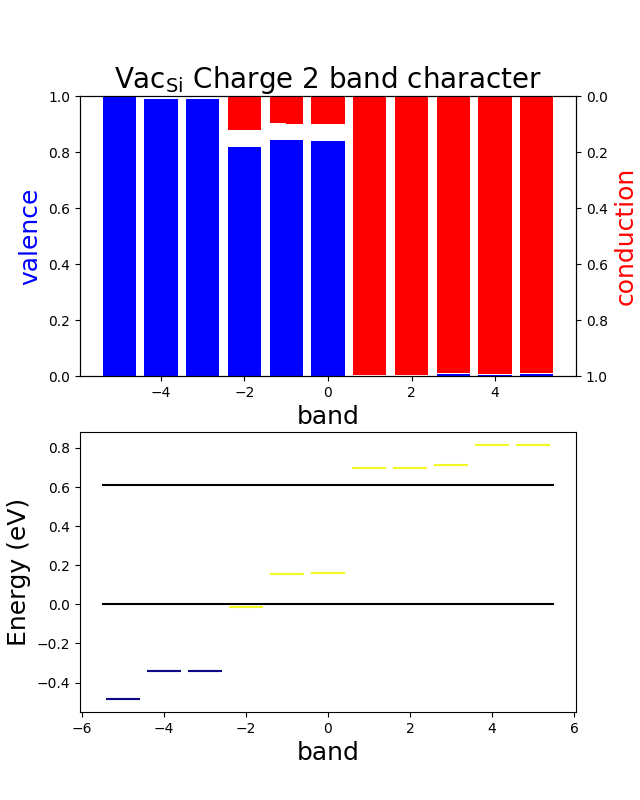 Vac_Si Charge 2 band character
1.0 0.0
0.8 0.2
valence conduction
0.6 0.4
0.4 0.6
0.2 0.8
0.0 1.0
−4 −2 0 2 4
band
0.8
0.6
Energy (eV)
0.4
0.2
0.0
−0.2
−0.4
−6 −4 −2 0 2 4 6
band